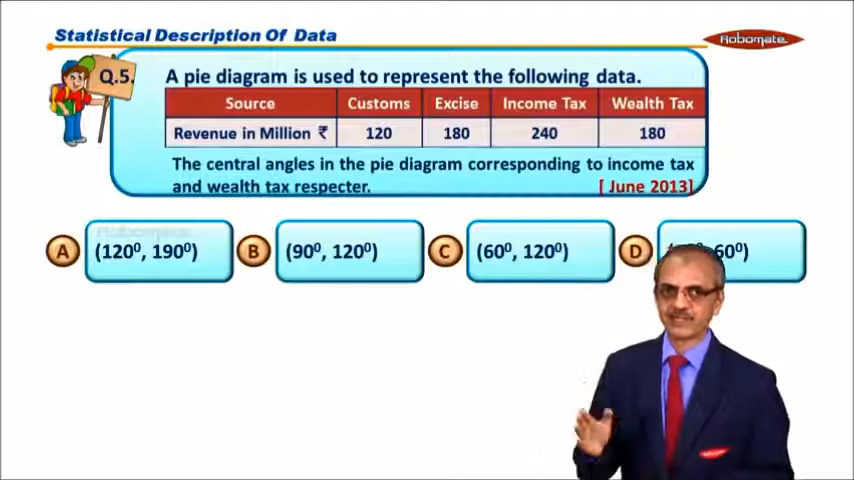 Statistical Description Of Data
Robomate
Q.5.
A pie diagram is used to represent the following data.
Source Customs Excise Income Tax Wealth Tax
Revenue in Million ₹ 120 180 240 180
The central angles in the pie diagram corresponding to income tax
and wealth tax respecter. [ June 2013]
A (120⁰, 190⁰) B (90⁰, 120⁰) C (60⁰, 120⁰) D 60⁰)